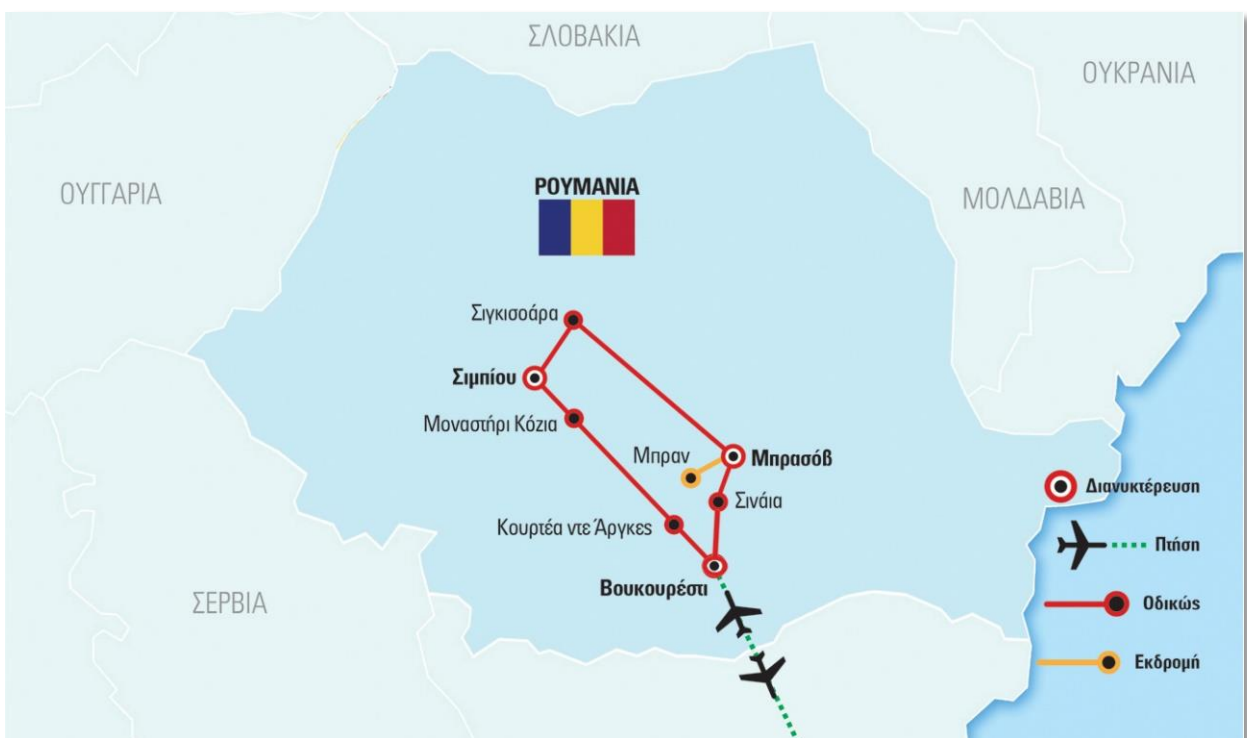 ΣΛΟΒΑΚΙΑ
ΟΥΚΡΑΝΙΑ
ΟΥΓΓΑΡΙΑ
ΡΟΥΜΑΝΙΑ
ΜΟΛΔΑΒΙΑ
Σιγκισοάρα
Σιμπίου
Μοναστήρι Κόζια
Μπραν
Μπρασόβ
Σινάια
Κουρτέα ντε Άργκες
Βουκουρέστι
ΣΕΡΒΙΑ
Διανυκτέρευση
Πτήση
Οδικώς
Εκδρομή